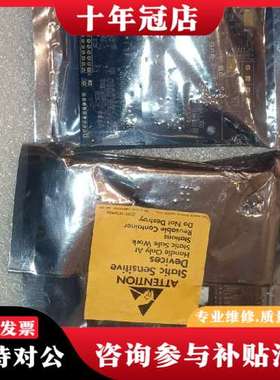 十年冠店
ATTENTION
Static Sensitive
Devices
Handle Only At
Static Safe Work
Stations
Reusable Container
Do Not Destroy
发票
专业维修.质
持对公
咨询参与补贴活